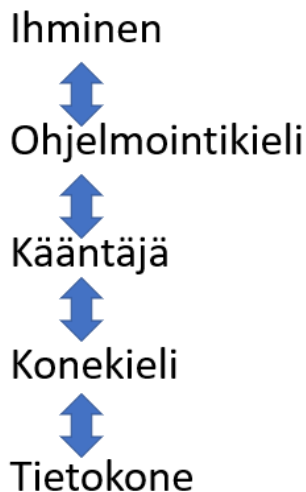 Ihminen
Ohjelmointikieli
Kääntäjä
Konekieli
Tietokone